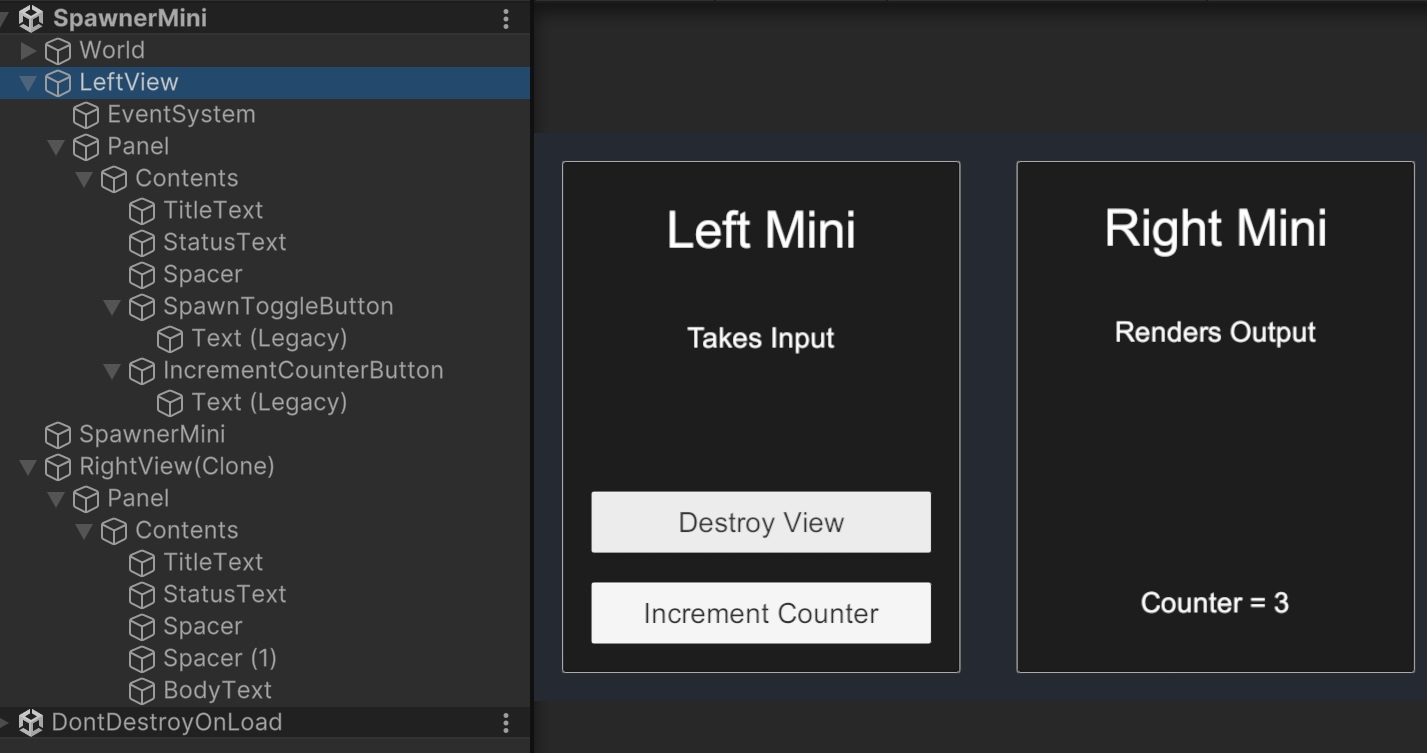 SpawnerMini
World
LeftView
EventSystem
Panel
Contents
TitleText
StatusText
Spacer
SpawnToggleButton
Text (Legacy)
IncrementCounterButton
Text (Legacy)
SpawnerMini
RightView(Clone)
Panel
Contents
TitleText
StatusText
Spacer
Spacer (1)
BodyText
DontDestroyOnLoad
Left Mini
Takes Input
Destroy View
Increment Counter
Right Mini
Renders Output
Counter = 3